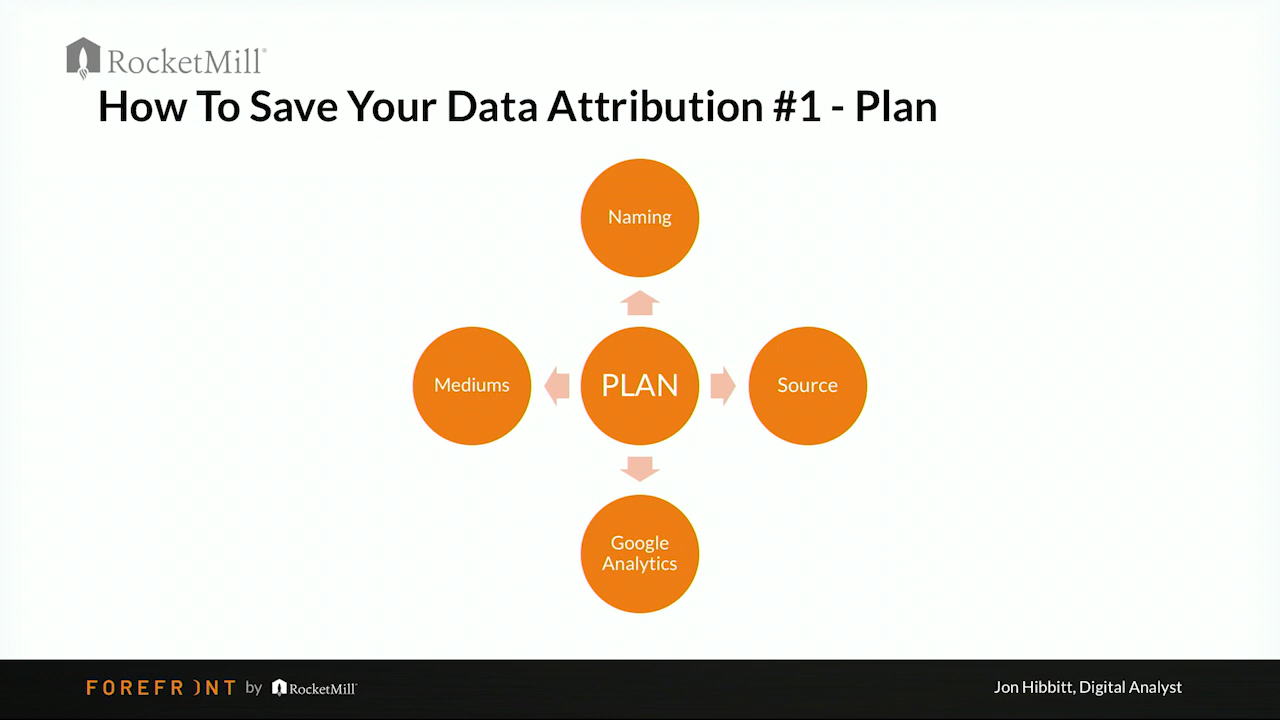 RocketMill
How To Save Your Data Attribution #1 - Plan
Naming
Mediums
PLAN
Source
Google
Analytics
FOREFRONT by RocketMill
Jon Hibbitt, Digital Analyst